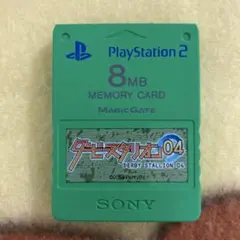 PlayStation 2
8MB
MEMORY CARD
MAGICGATE
ダービースタリオン04
DERBY STALLION 04
SONY